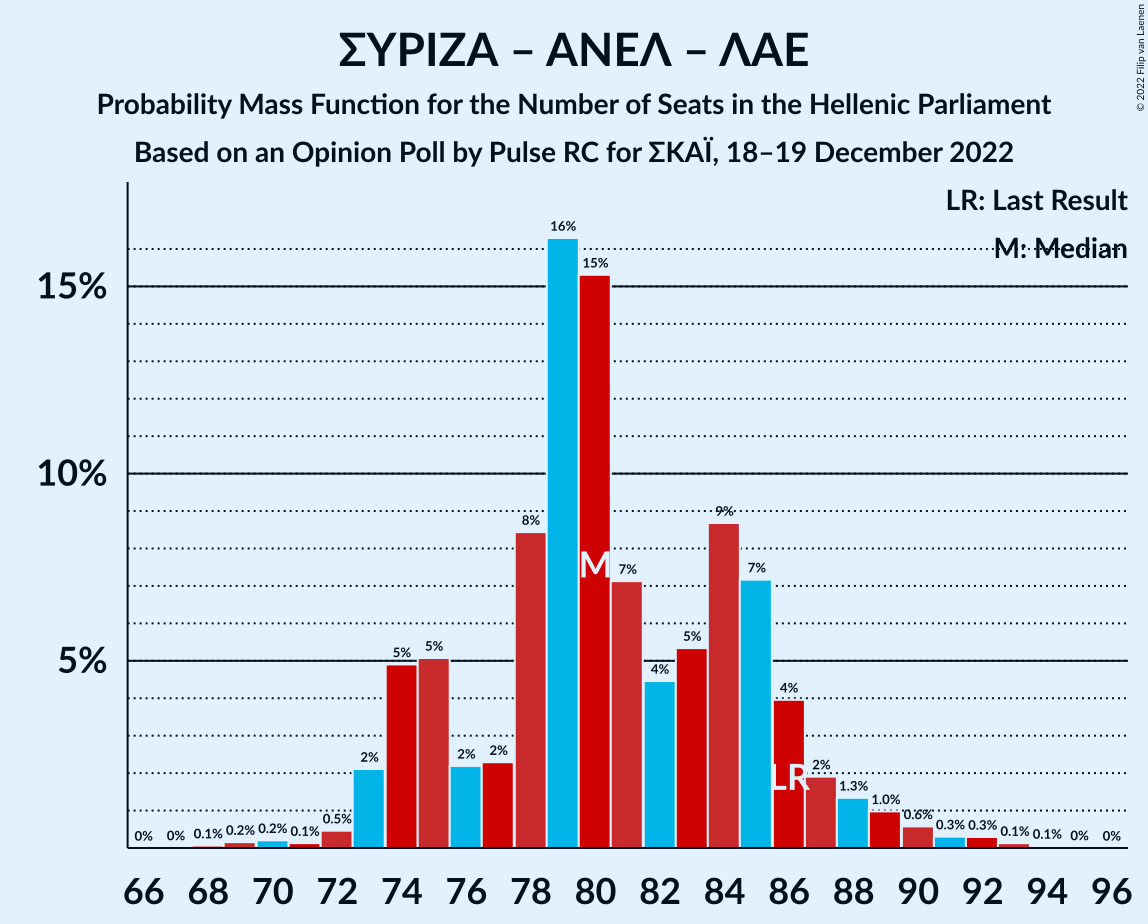 ΣΥΡΙΖΑ – ΑΝΕΛ – ΛΑΕ
Probability Mass Function for the Number of Seats in the Hellenic Parliament
Based on an Opinion Poll by Pulse RC for ΣΚΑΪ, 18–19 December 2022
© 2022 Filip van Laenen
LR: Last Result
M: Median
15%
10%
5%
0% 0% 0.1% 0.2% 0.2% 0.1% 0.5% 2% 5% 5% 2% 2% 8% 16% 15% 7% 4% 5% 9% 7% 4% 2% 1.3% 1.0% 0.6% 0.3% 0.3% 0.1% 0.1% 0% 0%
M
LR
66 68 70 72 74 76 78 80 82 84 86 88 90 92 94 96